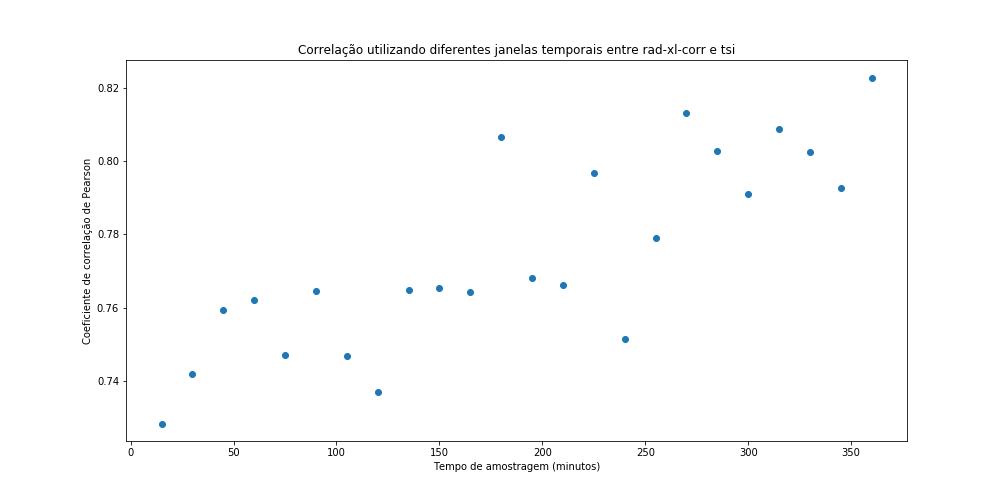 Correlação utilizando diferentes janelas temporais entre rad-xl-corr e tsi
Coeficiente de correlação de Pearson
0.82
0.80
0.78
0.76
0.74
0 50 100 150 200 250 300 350
Tempo de amostragem (minutos)